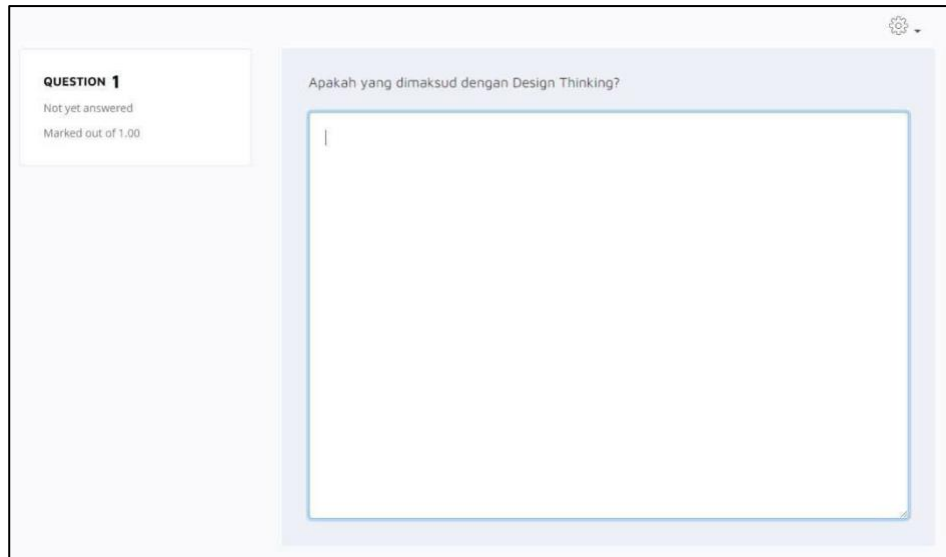 QUESTION 1
Not yet answered
Marked out of 1.00
Apakah yang dimaksud dengan Design Thinking?